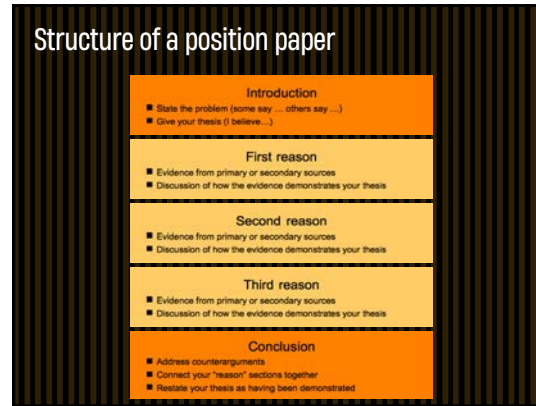 Structure of a position paper
Introduction
■ State the problem (some say ... others say ...)
■ Give your thesis (I believe...)
First reason
■ Evidence from primary or secondary sources
■ Discussion of how the evidence demonstrates your thesis
Second reason
■ Evidence from primary or secondary sources
■ Discussion of how the evidence demonstrates your thesis
Third reason
■ Evidence from primary or secondary sources
■ Discussion of how the evidence demonstrates your thesis
Conclusion
■ Address counterarguments
■ Connect your "reason" sections together
■ Restate your thesis as having been demonstrated